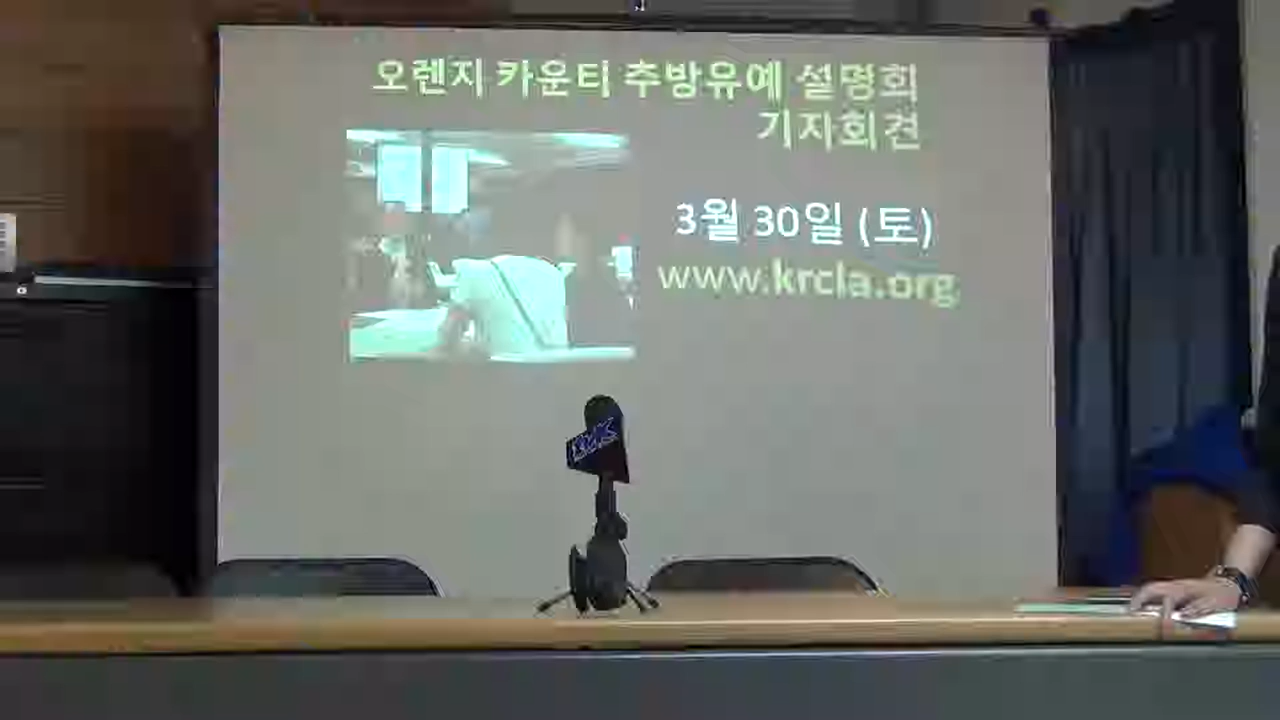 오렌지 카운티 추방유예 설명회
기자회견
3월 30일 (토)
www.krcla.org